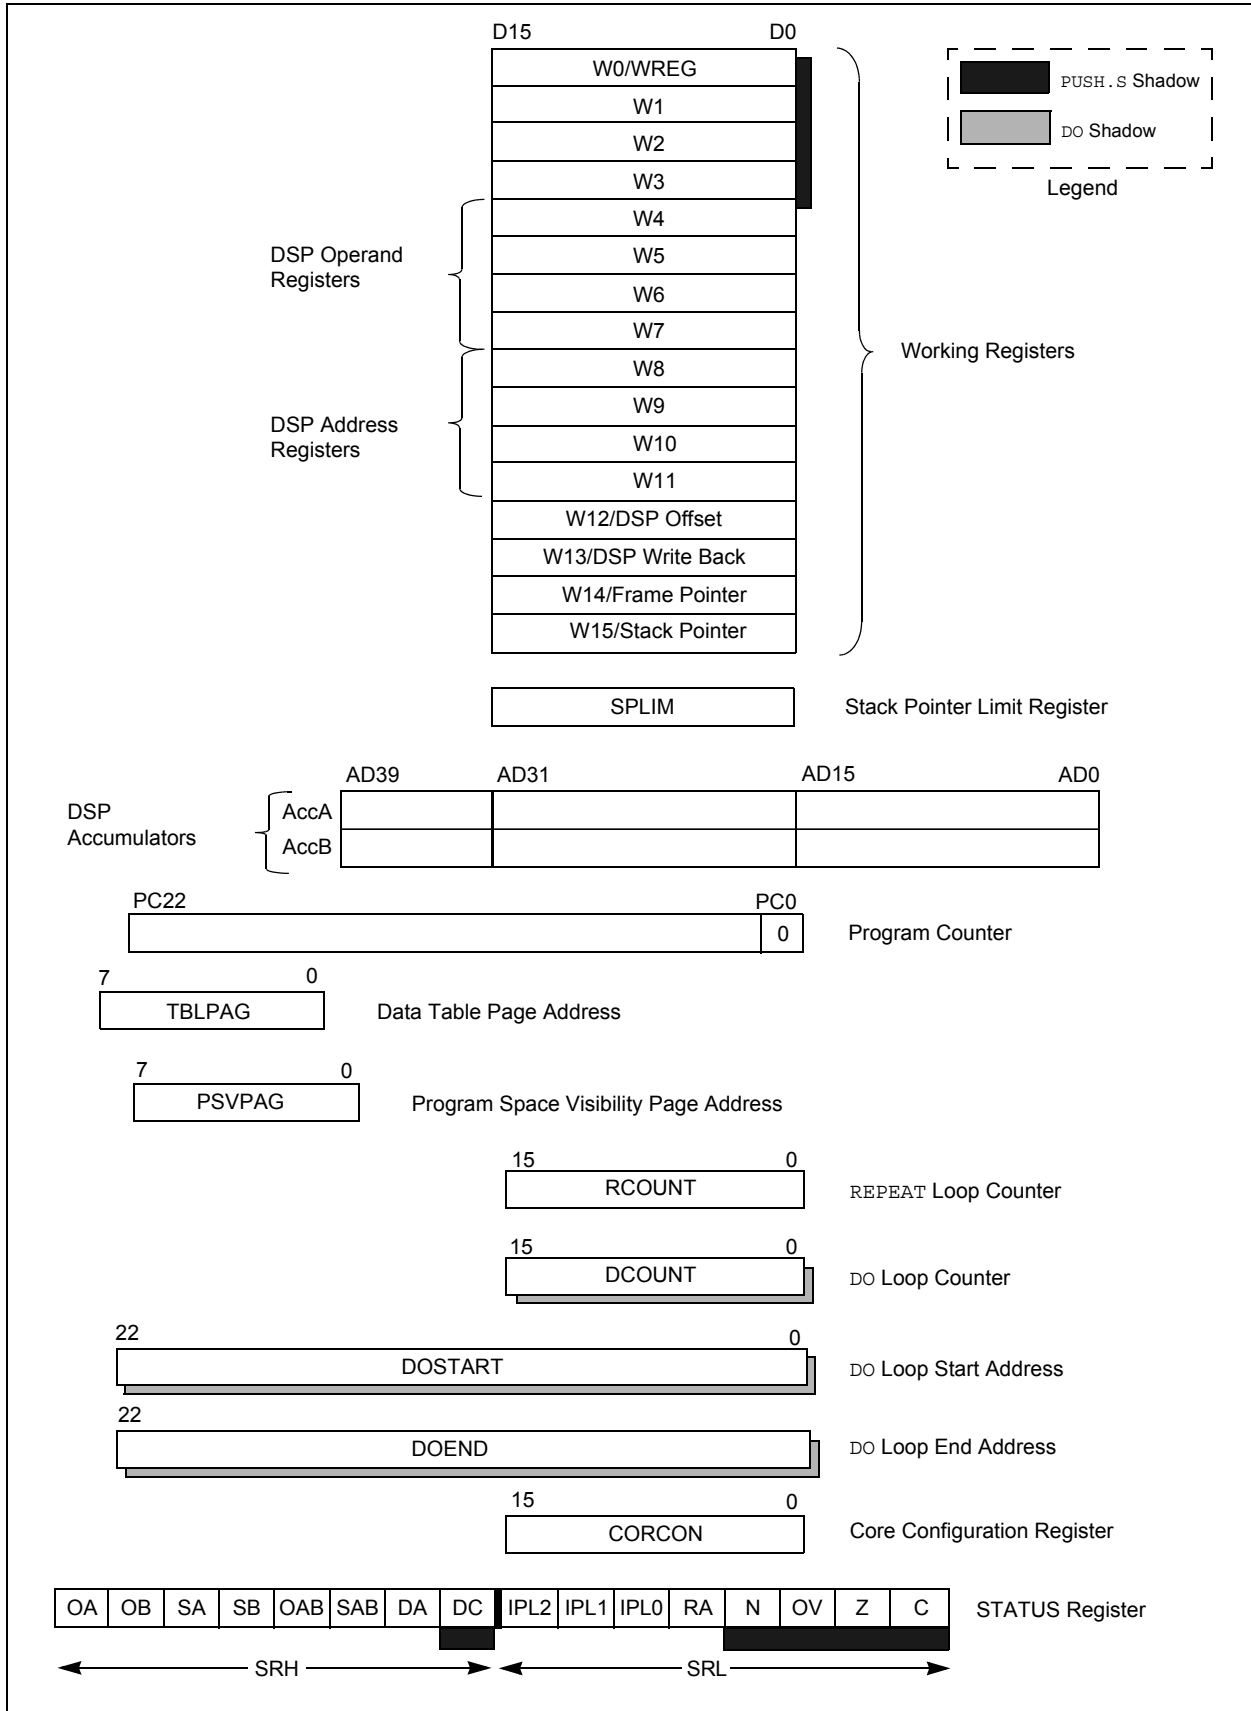 D15 D0
W0/WREG
W1
W2
W3
W4
W5
W6
W7
W8
W9
W10
W11
W12/DSP Offset
W13/DSP Write Back
W14/Frame Pointer
W15/Stack Pointer
PUSH.S Shadow
DO Shadow
Legend
DSP Operand
Registers
DSP Address
Registers
Working Registers
SPLIM Stack Pointer Limit Register
AD39 AD31 AD15 AD0
DSP
Accumulators
AccA
AccB
PC22 PC0
0 Program Counter
7 0
TBLPAG Data Table Page Address
7 0
PSVPAG Program Space Visibility Page Address
15 0
RCOUNT REPEAT Loop Counter
15 0
DCOUNT DO Loop Counter
22 0
DOSTART DO Loop Start Address
22
DOEND DO Loop End Address
15 0
CORCON Core Configuration Register
OA OB SA SB OAB SAB DA DC IPL2 IPL1 IPL0 RA N OV Z C STATUS Register
SRH SRL